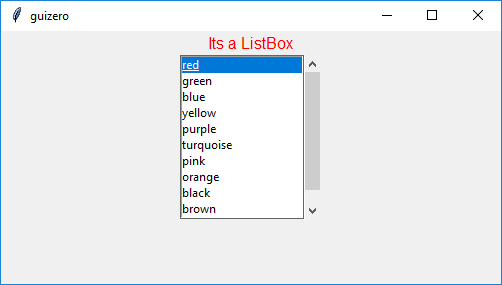 guizero
Its a ListBox
red
green
blue
yellow
purple
turquoise
pink
orange
black
brown